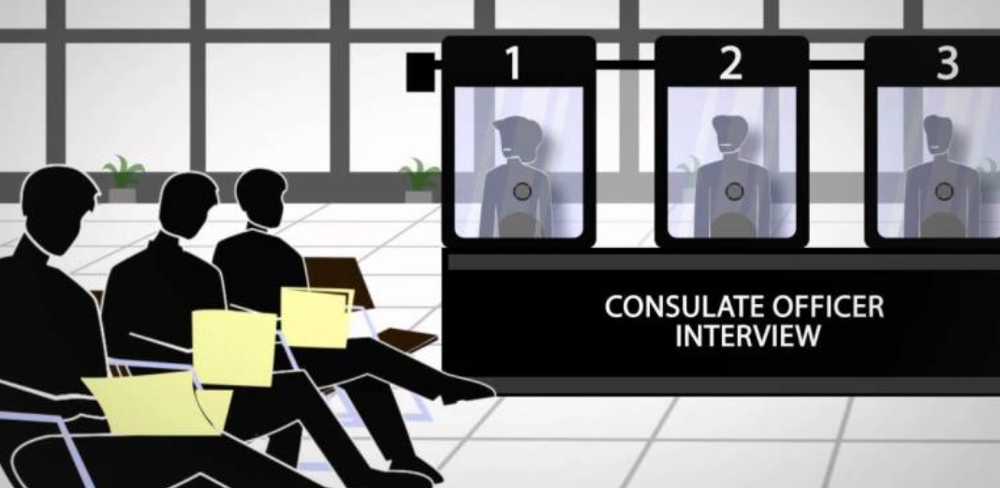 1 2 3
CONSULATE OFFICER
INTERVIEW